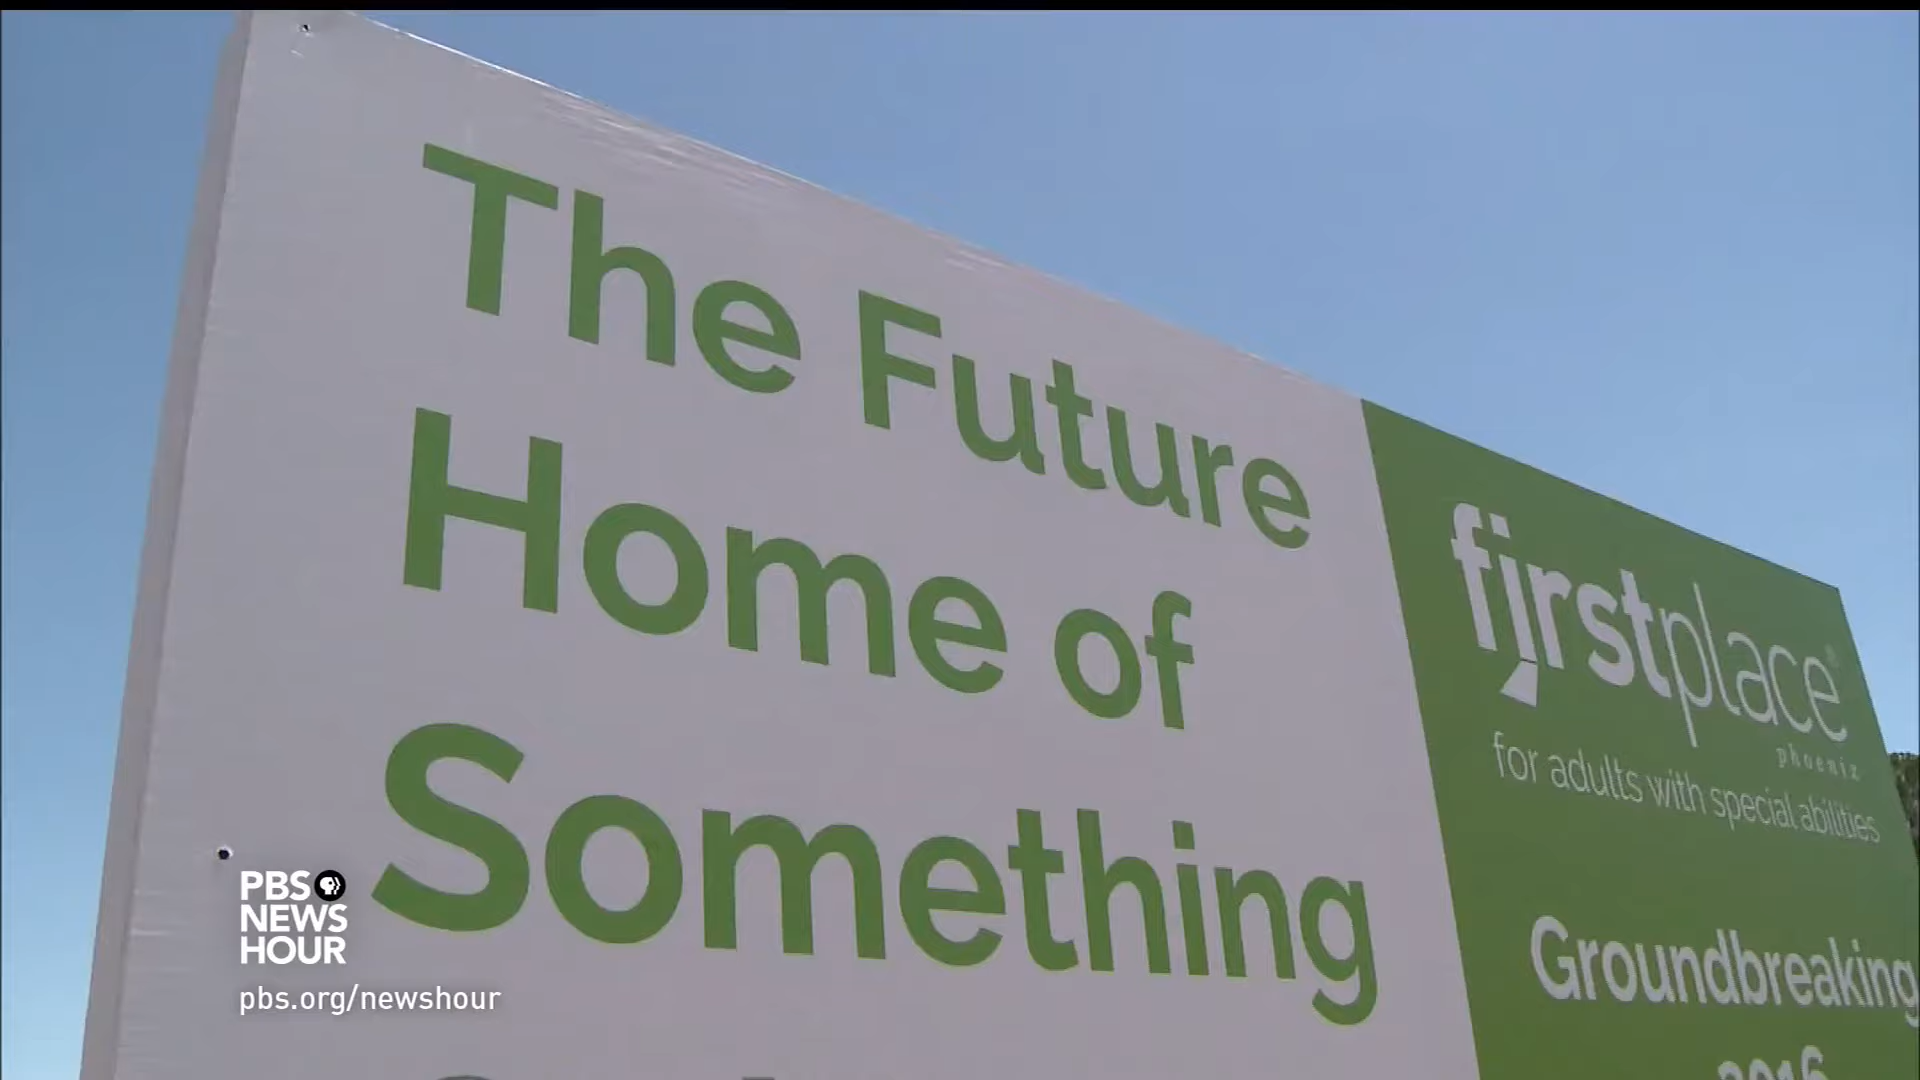 The Future
Home of
Something
firstplace®
phoenix
for adults with special abilities
Groundbreaking
2016
PBS
NEWS
HOUR
pbs.org/newshour